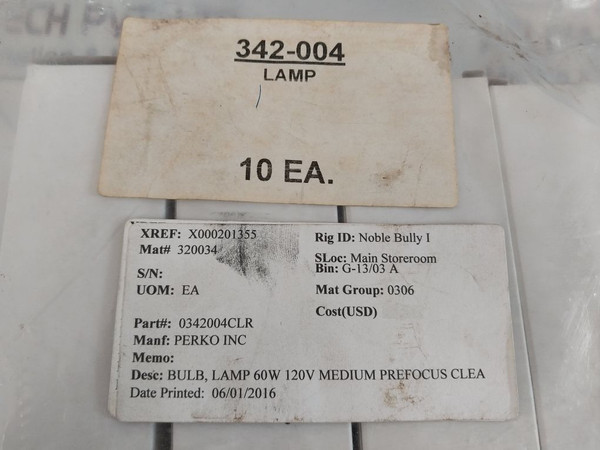 342-004
LAMP
10 EA.
XREF: X000201355
Mat# 320034
S/N:
UOM: EA
Part#: 0342004CLR
Manf: PERKO INC
Memo:
Desc: BULB, LAMP 60W 120V MEDIUM PREFOCUS CLEA
Date Printed: 06/01/2016
Rig ID: Noble Bully I
SLoc: Main Storeroom
Bin: G-13/03 A
Mat Group: 0306
Cost(USD)